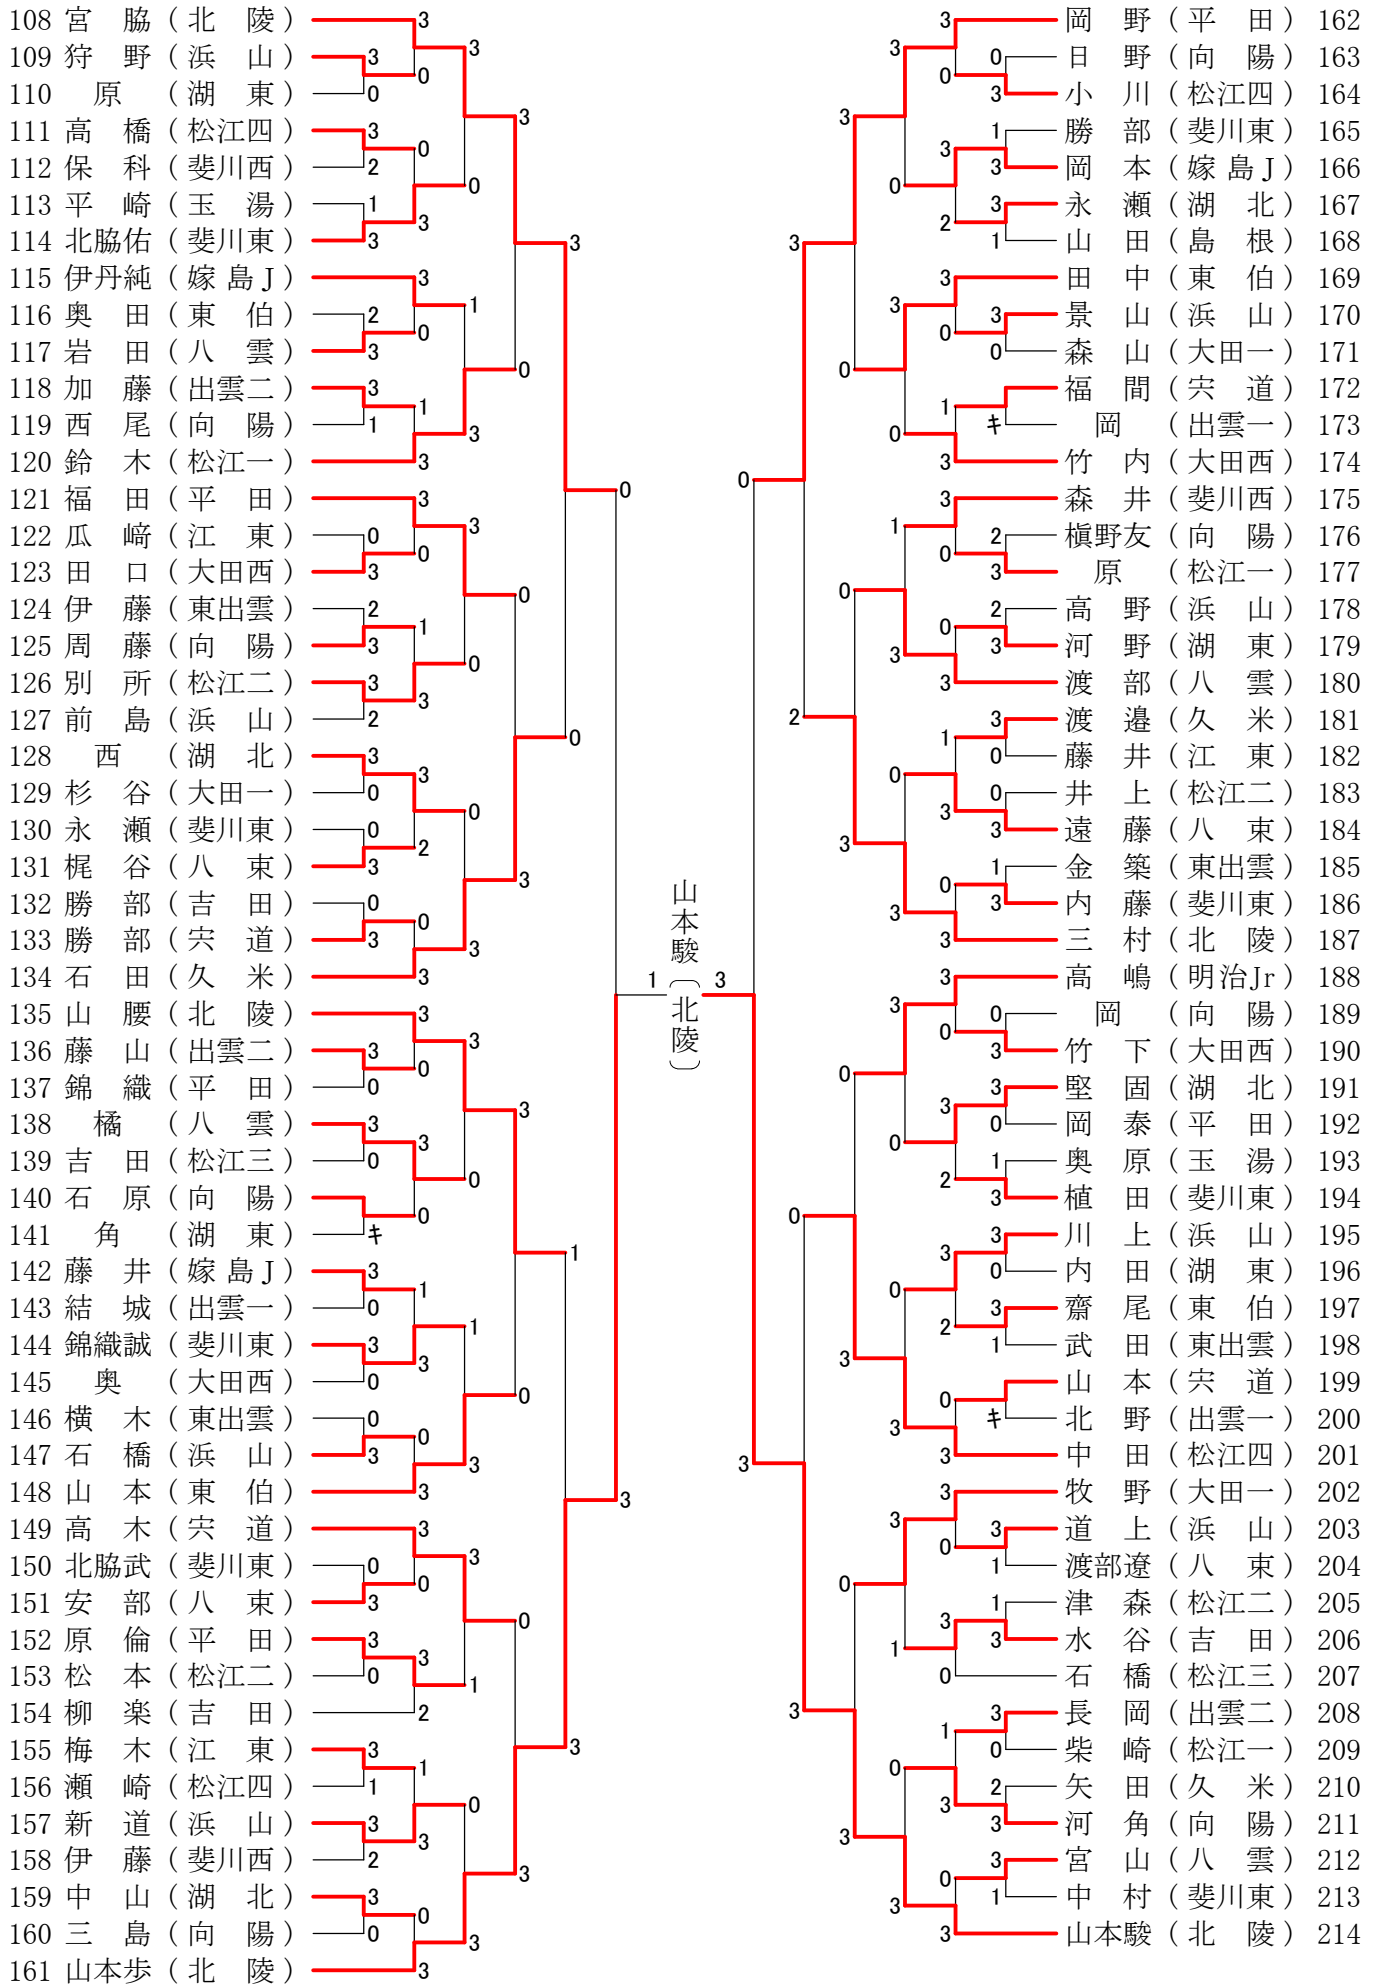 108 宮　脇（北　陵）
109 狩　野（浜　山）
110 　原　（湖　東）
111 高　橋（松江四）
112 保　科（斐川西）
113 平　崎（玉　湯）
114 北脇佑（斐川東）
115 伊丹純（嫁島J）
116 奥　田（東　伯）
117 岩　田（八　雲）
118 加　藤（出雲二）
119 西　尾（向　陽）
120 鈴　木（松江一）
121 福　田（平　田）
122 瓜　﨑（江　東）
123 田　口（大田西）
124 伊　藤（東出雲）
125 周　藤（向　陽）
126 別　所（松江二）
127 前　島（浜　山）
128 　西　（湖　北）
129 杉　谷（大田一）
130 永　瀬（斐川東）
131 梶　谷（八　束）
132 勝　部（吉　田）
133 勝　部（宍　道）
134 石　田（久　米）
135 山　腰（北　陵）
136 藤　山（出雲二）
137 錦　織（平　田）
138 　橘　（八　雲）
139 吉　田（松江三）
140 石　原（向　陽）
141 　角　（湖　東）
142 藤　井（嫁島J）
143 結　城（出雲一）
144 錦織誠（斐川東）
145 　奥　（大田西）
146 横　木（東出雲）
147 石　橋（浜　山）
148 山　本（東　伯）
149 高　木（宍　道）
150 北脇武（斐川東）
151 安　部（八　束）
152 原　倫（平　田）
153 松　本（松江二）
154 柳　楽（吉　田）
155 梅　木（江　東）
156 瀬　崎（松江四）
157 新　道（浜　山）
158 伊　藤（斐川西）
159 中　山（湖　北）
160 三　島（向　陽）
161 山本歩（北　陵）
1 山本駿（北陵） 3
岡　野（平　田） 162
日　野（向　陽） 163
小　川（松江四） 164
勝　部（斐川東） 165
岡　本（嫁島J） 166
永　瀬（湖　北） 167
山　田（島　根） 168
田　中（東　伯） 169
景　山（浜　山） 170
森　山（大田一） 171
福　間（宍　道） 172
　岡　（出雲一） 173
竹　内（大田西） 174
森　井（斐川西） 175
槇野友（向　陽） 176
　原　（松江一） 177
高　野（浜　山） 178
河　野（湖　東） 179
渡　部（八　雲） 180
渡　邉（久　米） 181
藤　井（江　東） 182
井　上（松江二） 183
遠　藤（八　束） 184
金　築（東出雲） 185
内　藤（斐川東） 186
三　村（北　陵） 187
高　嶋（明治Jr） 188
　岡　（向　陽） 189
竹　下（大田西） 190
堅　固（湖　北） 191
岡　泰（平　田） 192
奥　原（玉　湯） 193
植　田（斐川東） 194
川　上（浜　山） 195
内　田（湖　東） 196
齋　尾（東　伯） 197
武　田（東出雲） 198
山　本（宍　道） 199
北　野（出雲一） 200
中　田（松江四） 201
牧　野（大田一） 202
道　上（浜　山） 203
渡部遼（八　束） 204
津　森（松江二） 205
水　谷（吉　田） 206
石　橋（松江三） 207
長　岡（出雲二） 208
柴　崎（松江一） 209
矢　田（久　米） 210
河　角（向　陽） 211
宮　山（八　雲） 212
中　村（斐川東） 213
山本駿（北　陵） 214